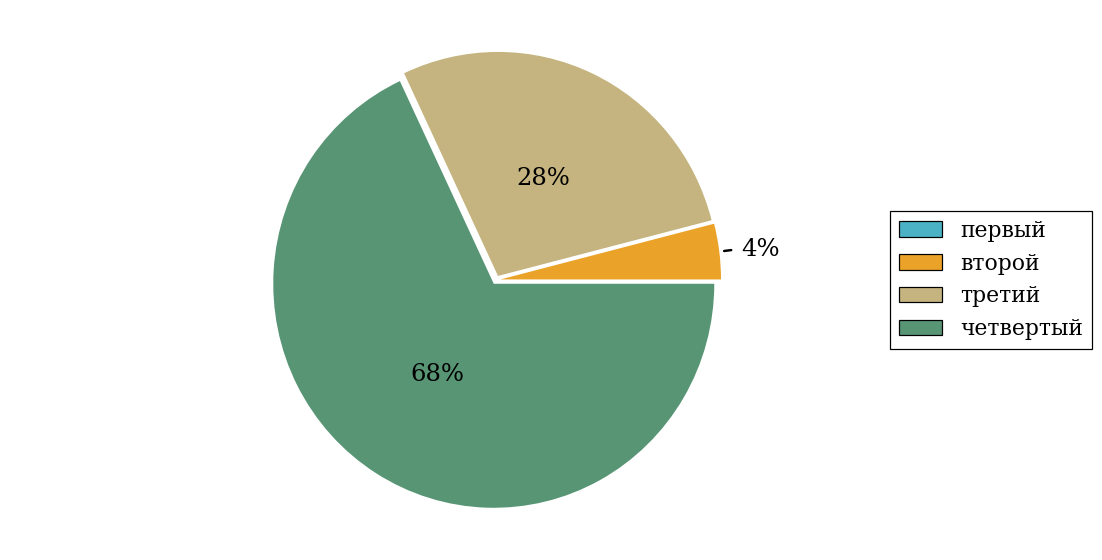 28%
4%
68%
первый
второй
третий
четвертый